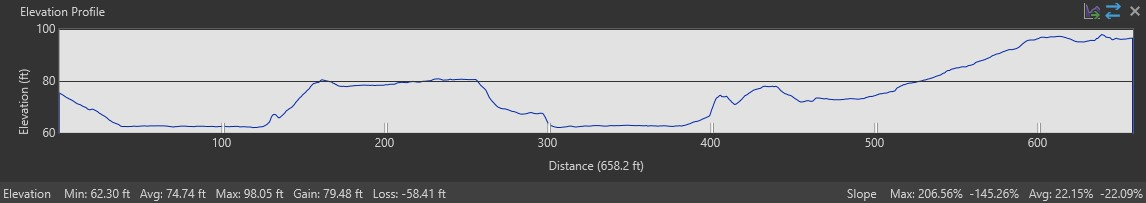 Elevation Profile
100
80
60
Elevation (ft)
100 200 300 400 500 600
Distance (658.2 ft)
Elevation Min: 62.30 ft Avg: 74.74 ft Max: 98.05 ft Gain: 79.48 ft Loss: -58.41 ft Slope Max: 206.56% -145.26% Avg: 22.15% -22.09%